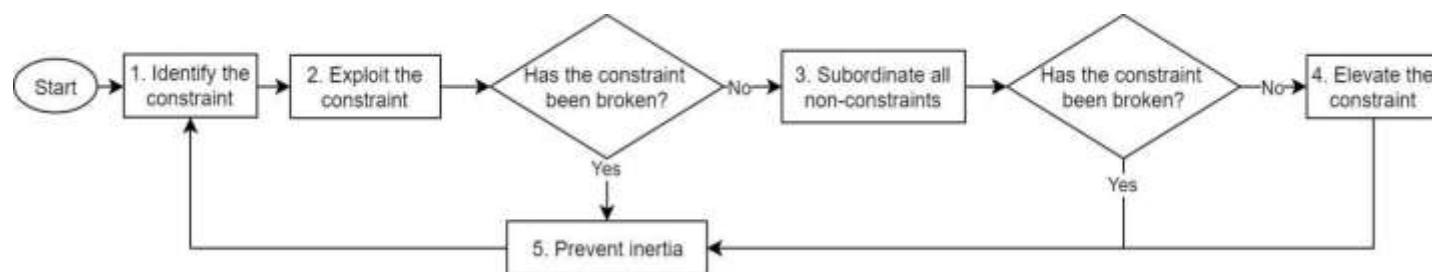 Start
1. Identify the
constraint
2. Exploit the
constraint
Has the constraint
been broken?
No
3. Subordinate all
non-constraints
Has the constraint
been broken?
No
4. Elevate the
constraint
Yes
Yes
5. Prevent inertia